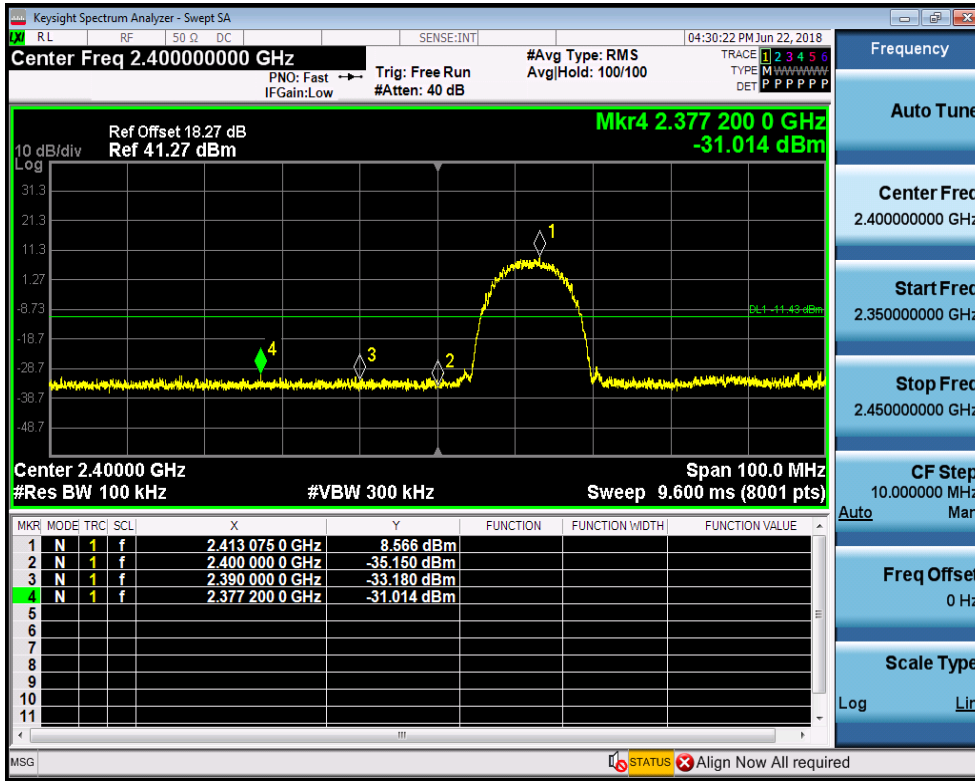 Keysight Spectrum Analyzer - Swept SA
LXI RL RF 50 Ω DC SENSE:INT 04:30:22 PM Jun 22, 2018
Center Freq 2.400000000 GHz
PNO: Fast
IFGain:Low
Trig: Free Run
#Atten: 40 dB
#Avg Type: RMS
Avg|Hold: 100/100
TRACE 1 2 3 4 5 6
TYPE M W W W W W
DET P P P P P P
Mkr4 2.377 200 0 GHz
-31.014 dBm
Ref Offset 18.27 dB
10 dB/div Ref 41.27 dBm
Log
31.3
21.3
11.3
1.27
-8.73
-18.7
-28.7
-38.7
-48.7
1
DL1 -11.43 dBm
4
3
2
Center 2.40000 GHz Span 100.0 MHz
#Res BW 100 kHz #VBW 300 kHz Sweep 9.600 ms (8001 pts)
MKR MODE TRC SCL X Y FUNCTION FUNCTION WIDTH FUNCTION VALUE
1 N 1 f 2.413 075 0 GHz 8.566 dBm
2 N 1 f 2.400 000 0 GHz -35.150 dBm
3 N 1 f 2.390 000 0 GHz -33.180 dBm
4 N 1 f 2.377 200 0 GHz -31.014 dBm
5
6
7
8
9
10
11
MSG STATUS Align Now All required
Frequency
Auto Tune
Center Freq
2.400000000 GHz
Start Freq
2.350000000 GHz
Stop Freq
2.450000000 GHz
CF Step
10.000000 MHz
Auto Man
Freq Offset
0 Hz
Scale Type
Log Lin